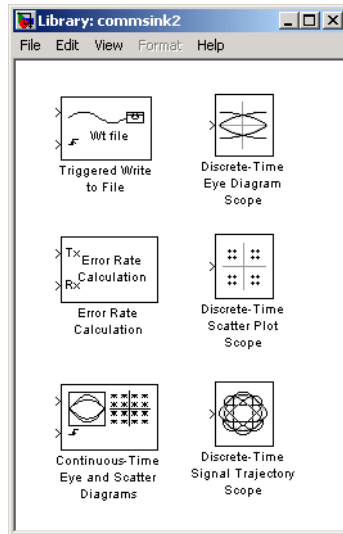 Library: commsink2
File Edit View Format Help
Wt file
Triggered Write
to File
Discrete-Time
Eye Diagram
Scope
Tx
Error Rate
Calculation
Rx
Error Rate
Calculation
Discrete-Time
Scatter Plot
Scope
Continuous-Time
Eye and Scatter
Diagrams
Discrete-Time
Signal Trajectory
Scope